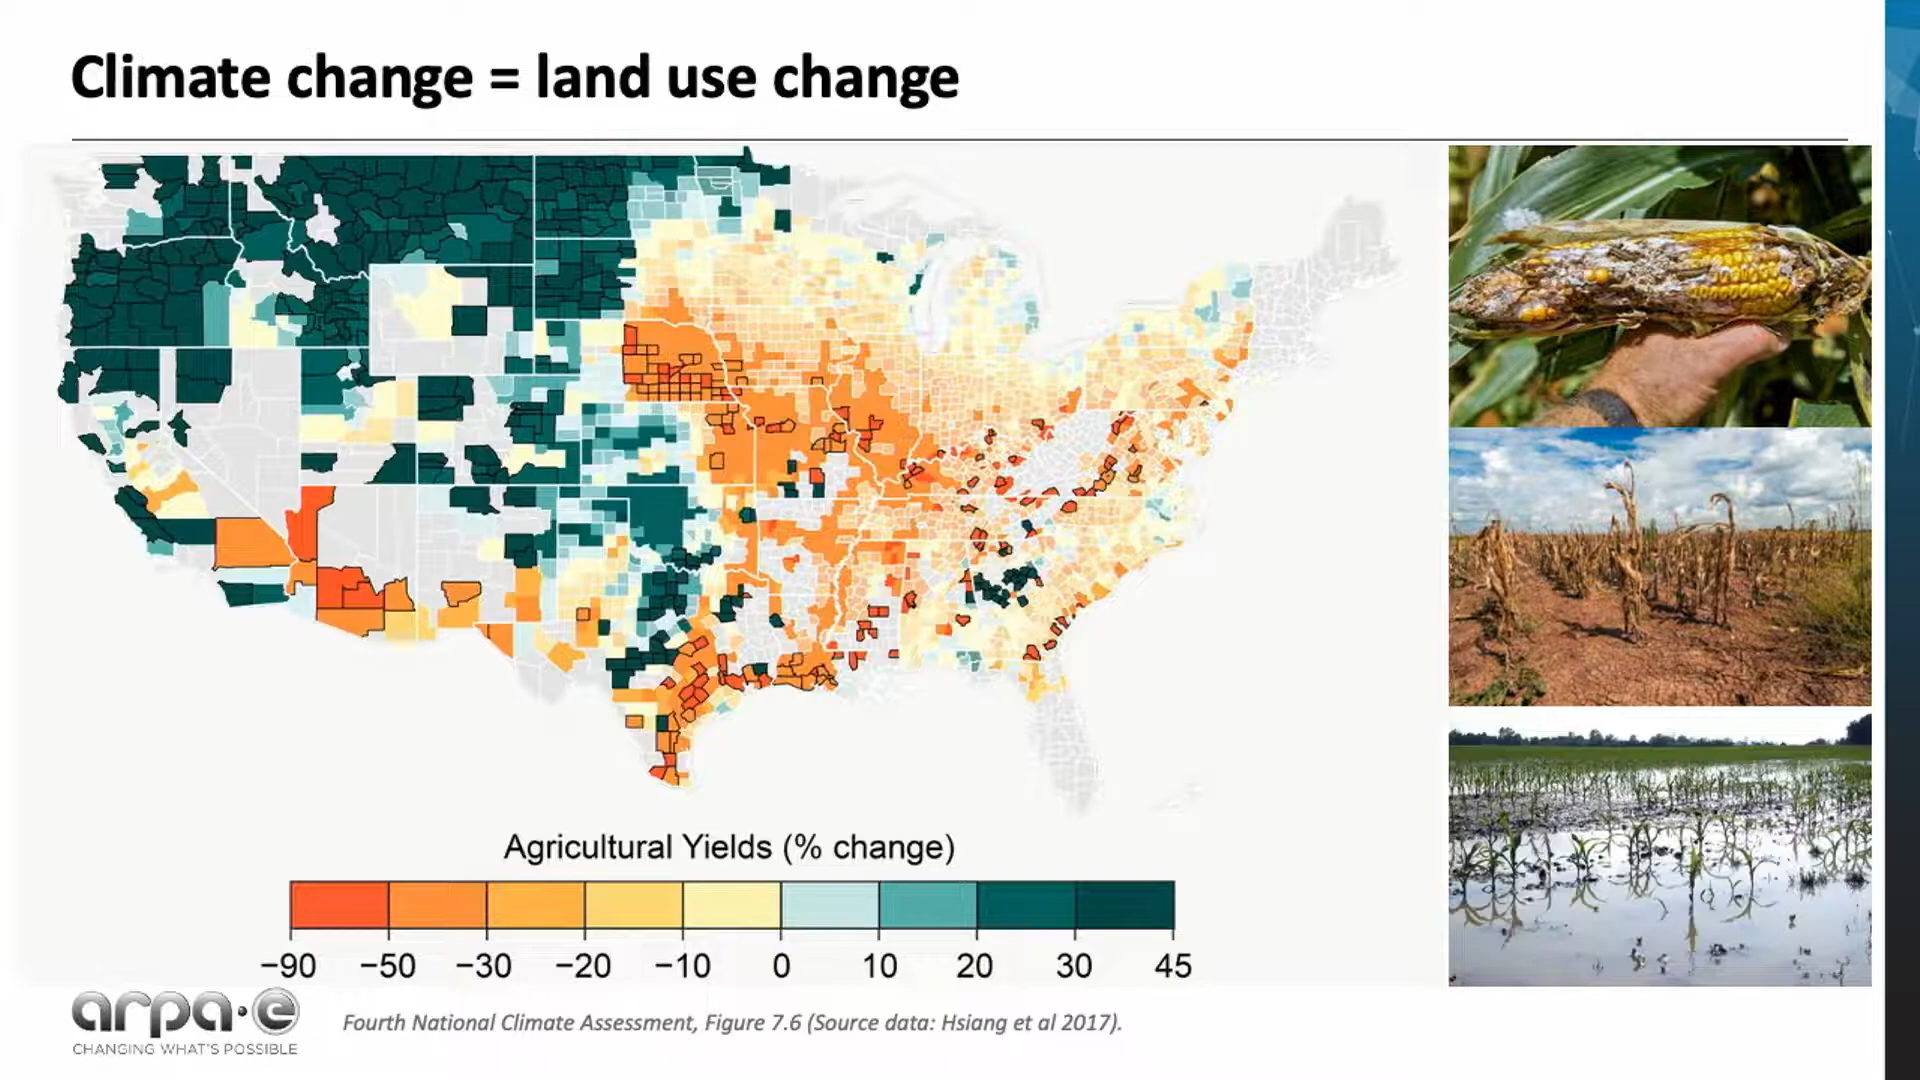 Climate change = land use change
Agricultural Yields (% change)
−90 −50 −30 −20 −10 0 10 20 30 45
arpa·e
CHANGING WHAT'S POSSIBLE
Fourth National Climate Assessment, Figure 7.6 (Source data: Hsiang et al 2017).